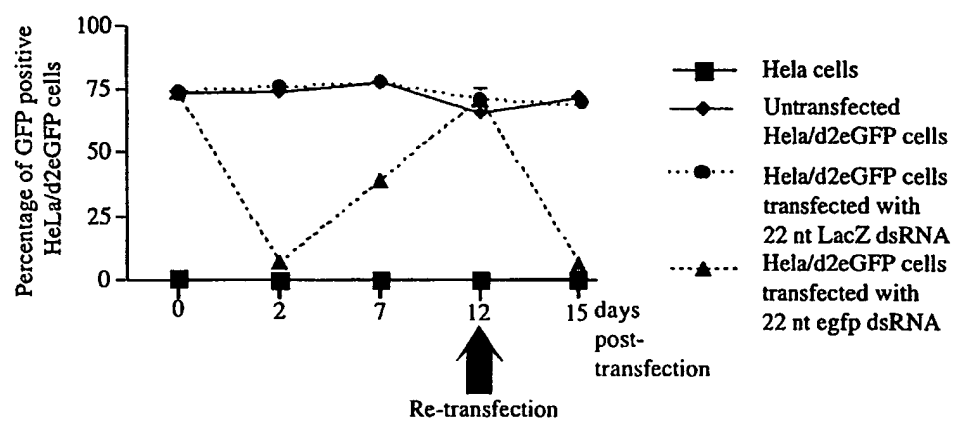 Percentage of GFP positive
HeLa/d2eGFP cells
100
75
50
25
0
0
2
7
12
15
days
post-
transfection
Re-transfection
Hela cells
Untransfected
Hela/d2eGFP cells
Hela/d2eGFP cells
transfected with
22 nt LacZ dsRNA
Hela/d2eGFP cells
transfected with
22 nt egfp dsRNA